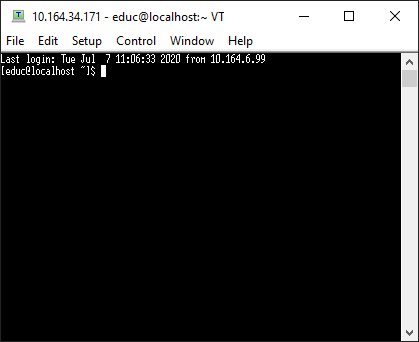 10.164.34.171 - educ@localhost:~ VT
File Edit Setup Control Window Help
Last login: Tue Jul  7 11:06:33 2020 from 10.164.6.99
[educ@localhost ~]$